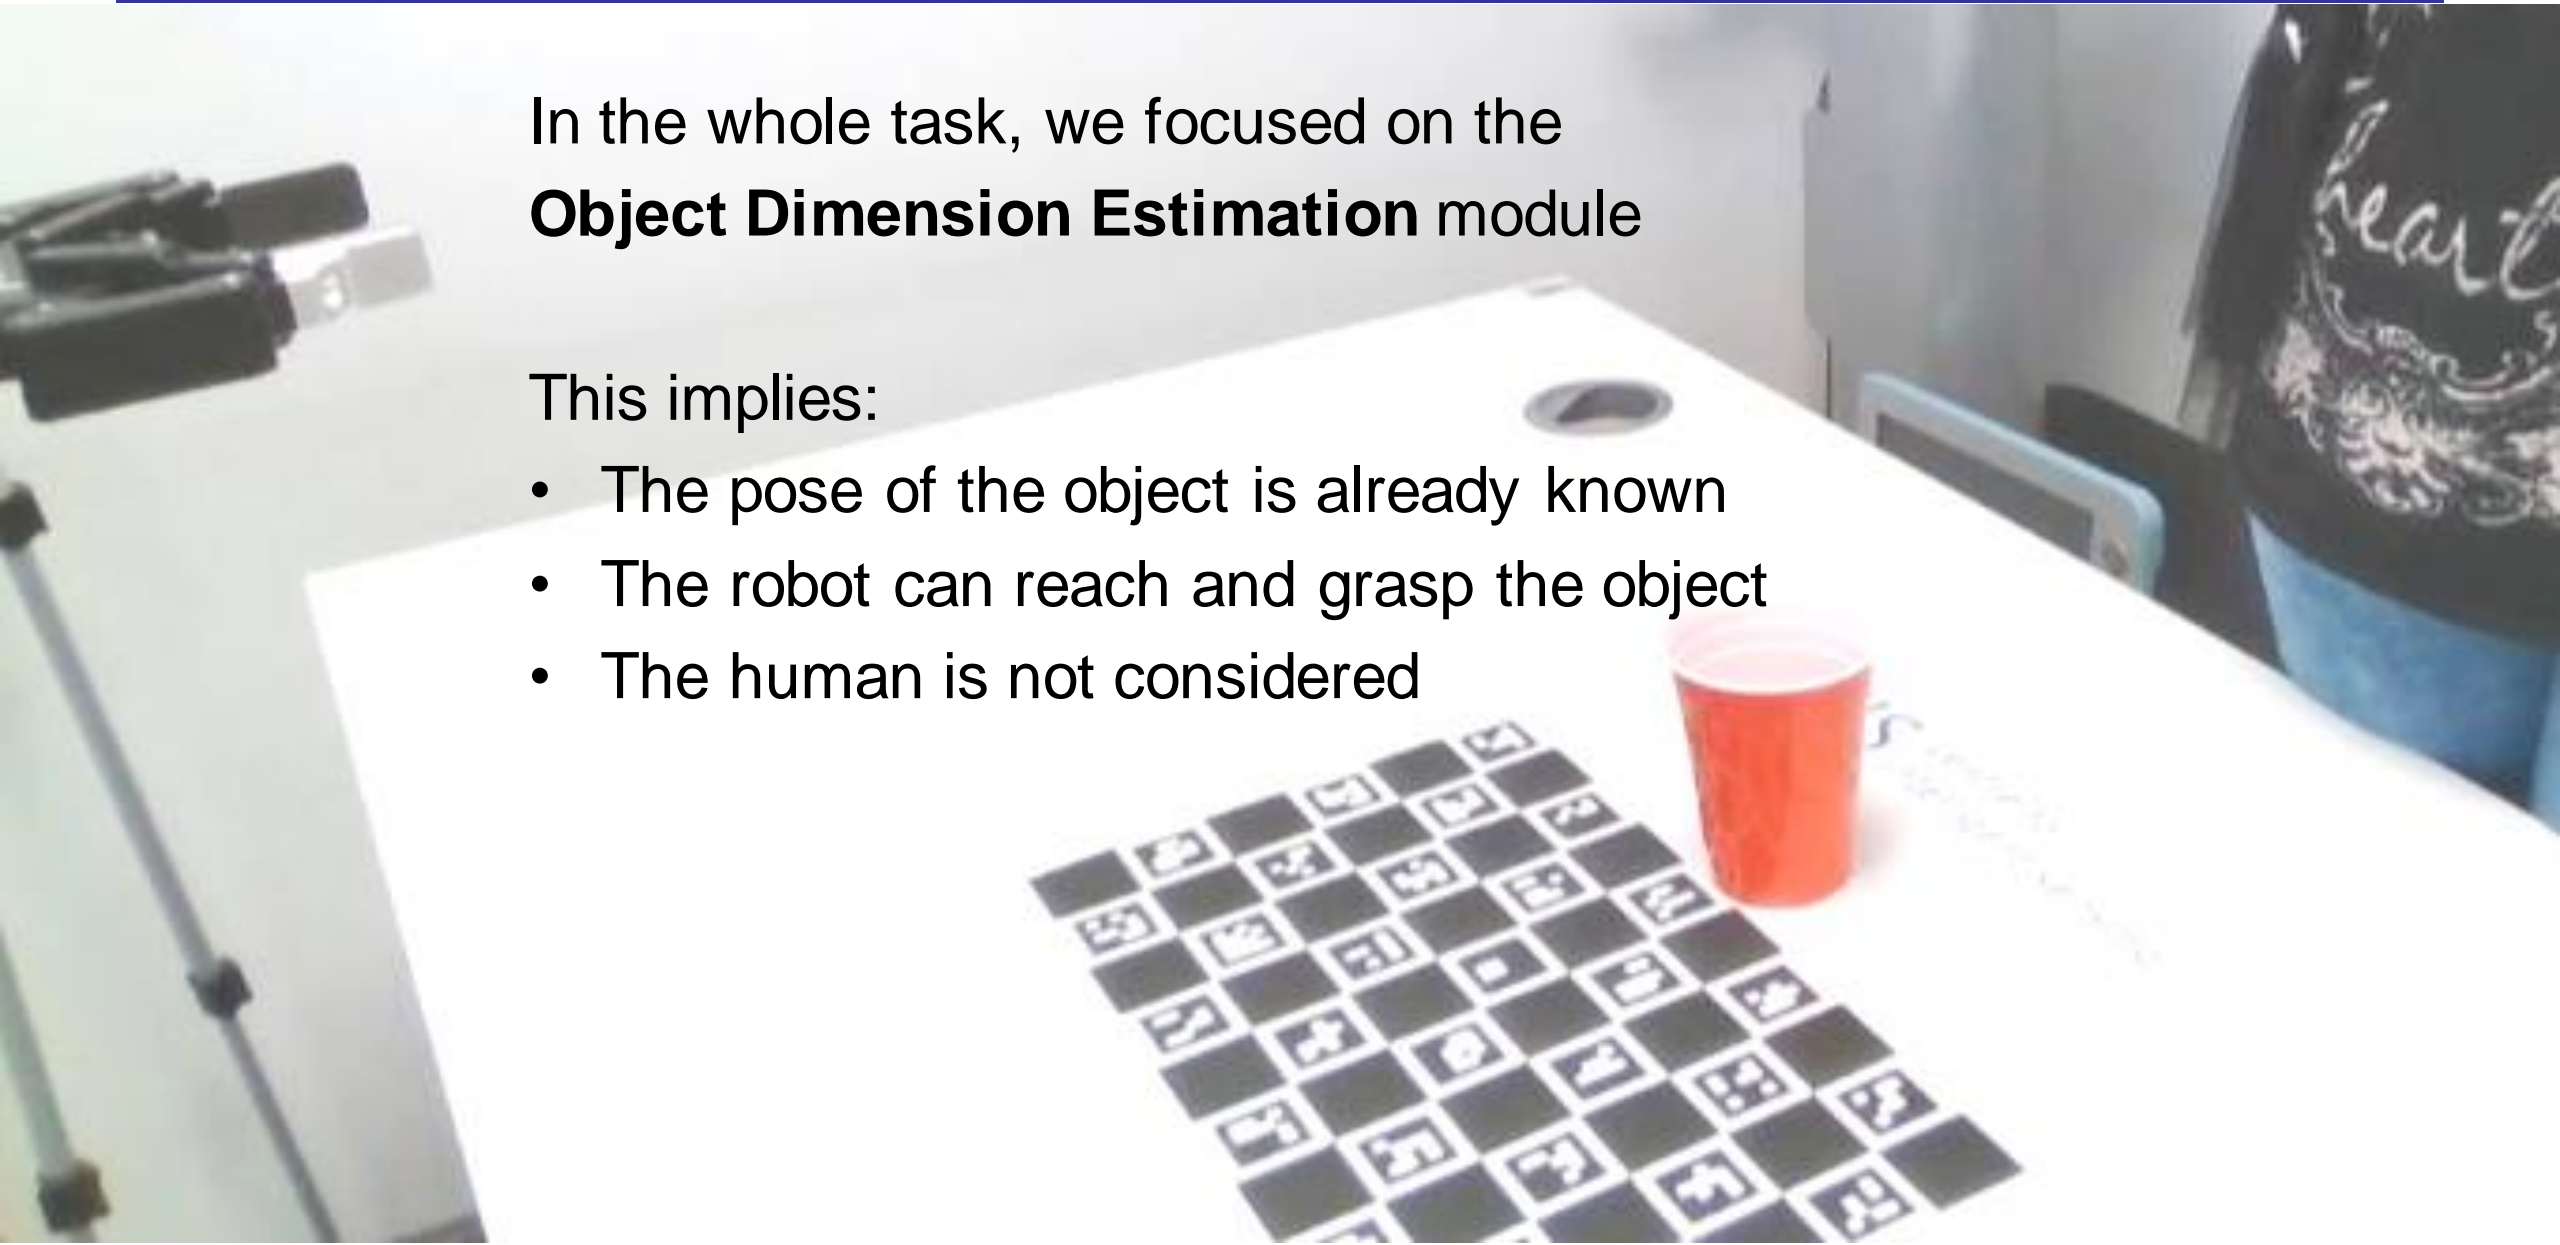 In the whole task, we focused on the
Object Dimension Estimation module
This implies:
• The pose of the object is already known
• The robot can reach and grasp the object
• The human is not considered
heart